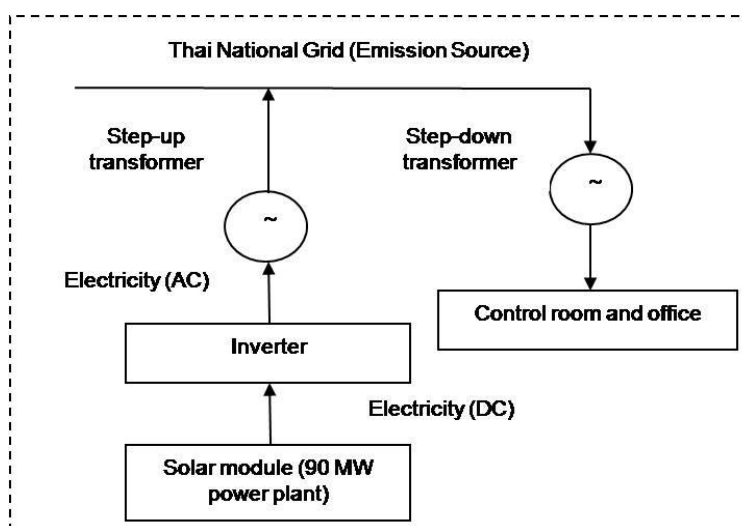 Thai National Grid (Emission Source)
Step-up
transformer
Step-down
transformer
~
~
Electricity (AC)
Control room and office
Inverter
Electricity (DC)
Solar module (90 MW
power plant)